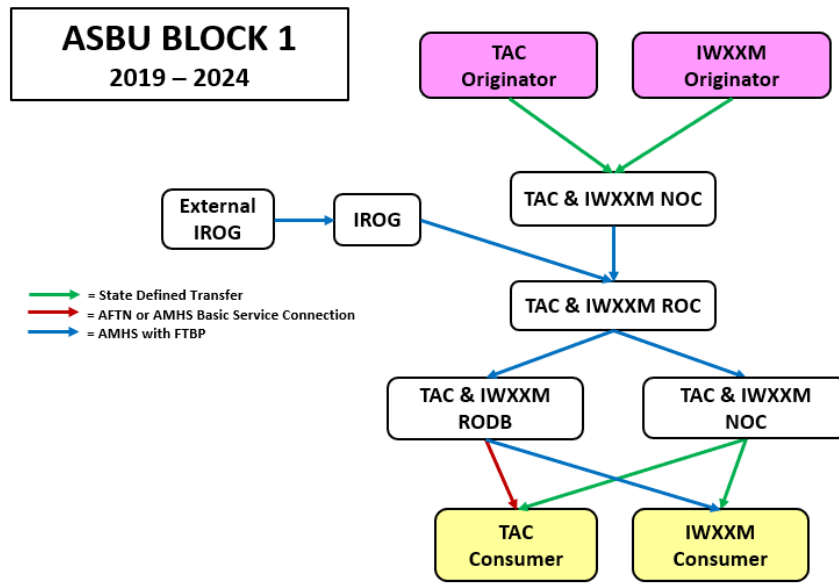 ASBU BLOCK 1
2019 – 2024
TAC
Originator
IWXXM
Originator
TAC & IWXXM NOC
External
IROG
IROG
TAC & IWXXM ROC
= State Defined Transfer
= AFTN or AMHS Basic Service Connection
= AMHS with FTBP
TAC & IWXXM
RODB
TAC & IWXXM
NOC
TAC
Consumer
IWXXM
Consumer